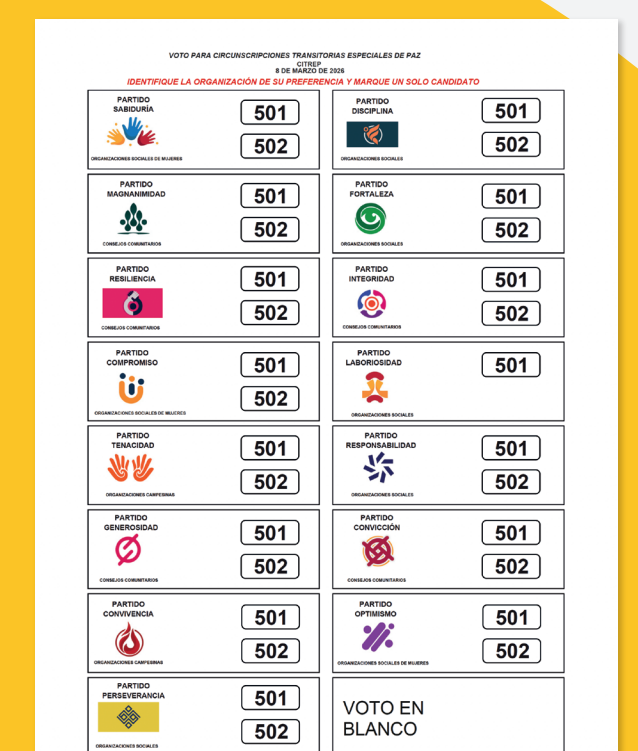 VOTO PARA CIRCUNSCRIPCIONES TRANSITORIAS ESPECIALES DE PAZ
CITREP
8 DE MARZO DE 2026
IDENTIFIQUE LA ORGANIZACIÓN DE SU PREFERENCIA Y MARQUE UN SOLO CANDIDATO
PARTIDO
SABIDURÍA
501
502
ORGANIZACIONES SOCIALES DE MUJERES
PARTIDO
DISCIPLINA
501
502
ORGANIZACIONES SOCIALES
PARTIDO
MAGNANIMIDAD
501
502
CONSEJOS COMUNITARIOS
PARTIDO
FORTALEZA
501
502
ORGANIZACIONES SOCIALES
PARTIDO
RESILIENCIA
501
502
CONSEJOS COMUNITARIOS
PARTIDO
INTEGRIDAD
501
502
CONSEJOS COMUNITARIOS
PARTIDO
COMPROMISO
501
502
ORGANIZACIONES SOCIALES DE MUJERES
PARTIDO
LABORIOSIDAD
501
ORGANIZACIONES SOCIALES
PARTIDO
TENACIDAD
501
502
ORGANIZACIONES CAMPESINAS
PARTIDO
RESPONSABILIDAD
501
502
ORGANIZACIONES SOCIALES
PARTIDO
GENEROSIDAD
501
502
CONSEJOS COMUNITARIOS
PARTIDO
CONVICCIÓN
501
502
CONSEJOS COMUNITARIOS
PARTIDO
CONVIVENCIA
501
502
ORGANIZACIONES CAMPESINAS
PARTIDO
OPTIMISMO
501
502
ORGANIZACIONES SOCIALES DE MUJERES
PARTIDO
PERSEVERANCIA
501
502
ORGANIZACIONES SOCIALES
VOTO EN
BLANCO